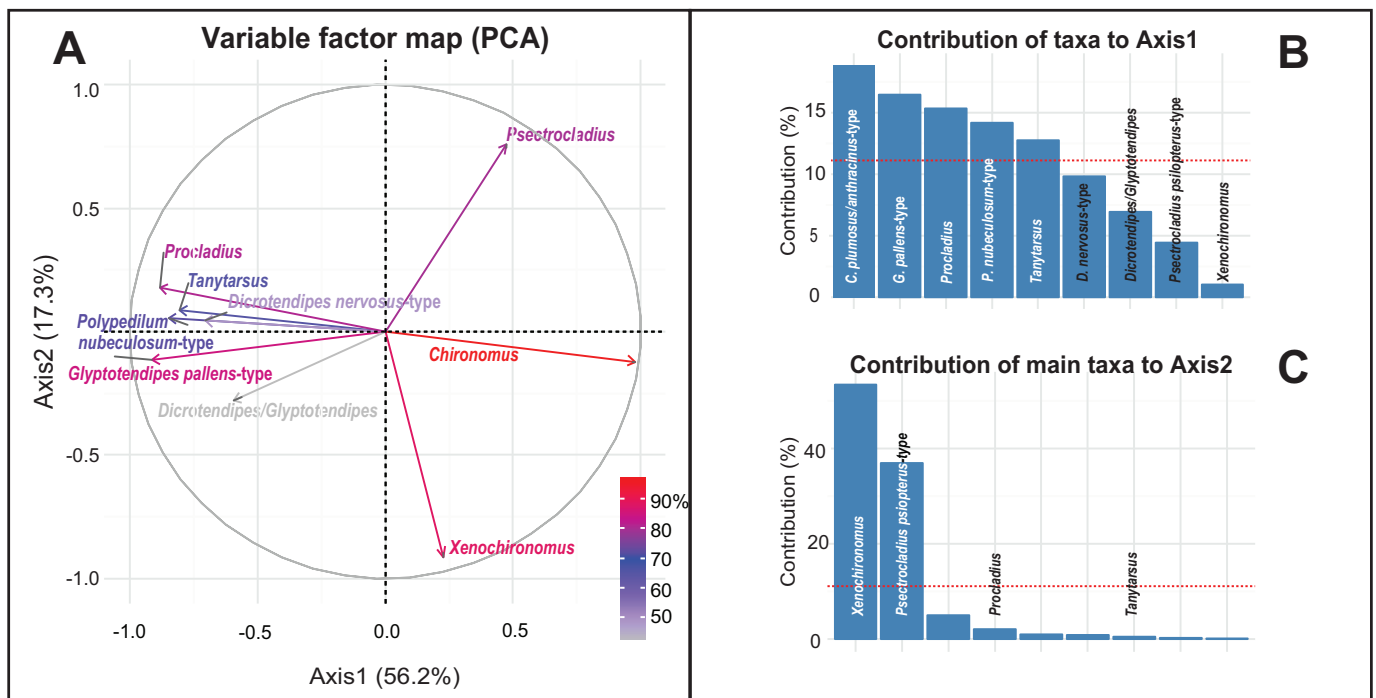 A
Variable factor map (PCA)
1.0
0.5
0.0
-0.5
-1.0
Axis2 (17.3%)
Psectrocladius
Procladius
Tanytarsus
Dicrotendipes nervosus-type
Polypedilum
nubeculosum-type
Glyptotendipes pallens-type
Dicrotendipes/Glyptotendipes
Chironomus
Xenochironomus
90%
80
70
60
50
-1.0
-0.5
0.0
0.5
Axis1 (56.2%)
B
Contribution of taxa to Axis1
Contribution (%)
15
10
5
0
C. plumosus/anthracinus-type
G. pallens-type
Procladius
P. nubeculosum-type
Tanytarsus
D. nervosus-type
Dicrotendipes/Glyptotendipes
Psectrocladius psilopterus-type
Xenochironomus
C
Contribution of main taxa to Axis2
Contribution (%)
40
20
0
Xenochironomus
Psectrocladius psiopterus-type
Procladius
Tanytarsus